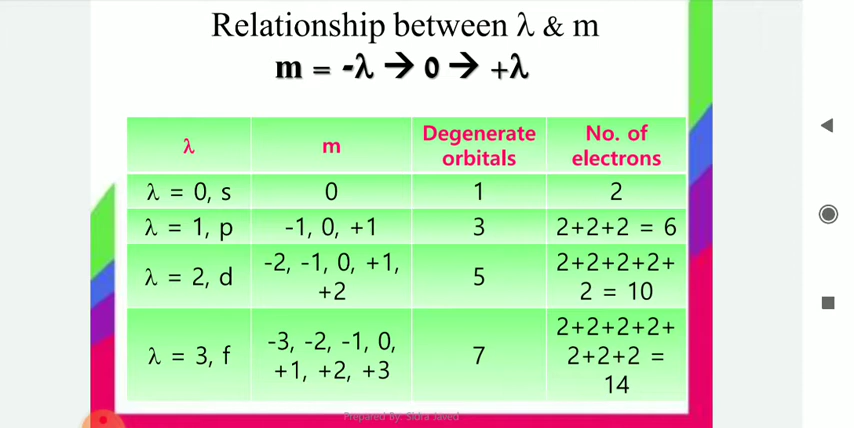 Relationship between λ & m
m = -λ → 0 → +λ
λ
m
Degenerate
orbitals
No. of
electrons
λ = 0, s
0
1
2
λ = 1, p
-1, 0, +1
3
2+2+2 = 6
λ = 2, d
-2, -1, 0, +1,
+2
5
2+2+2+2+
2 = 10
λ = 3, f
-3, -2, -1, 0,
+1, +2, +3
7
2+2+2+2+
2+2+2 =
14
Prepared By: Sidra Javed